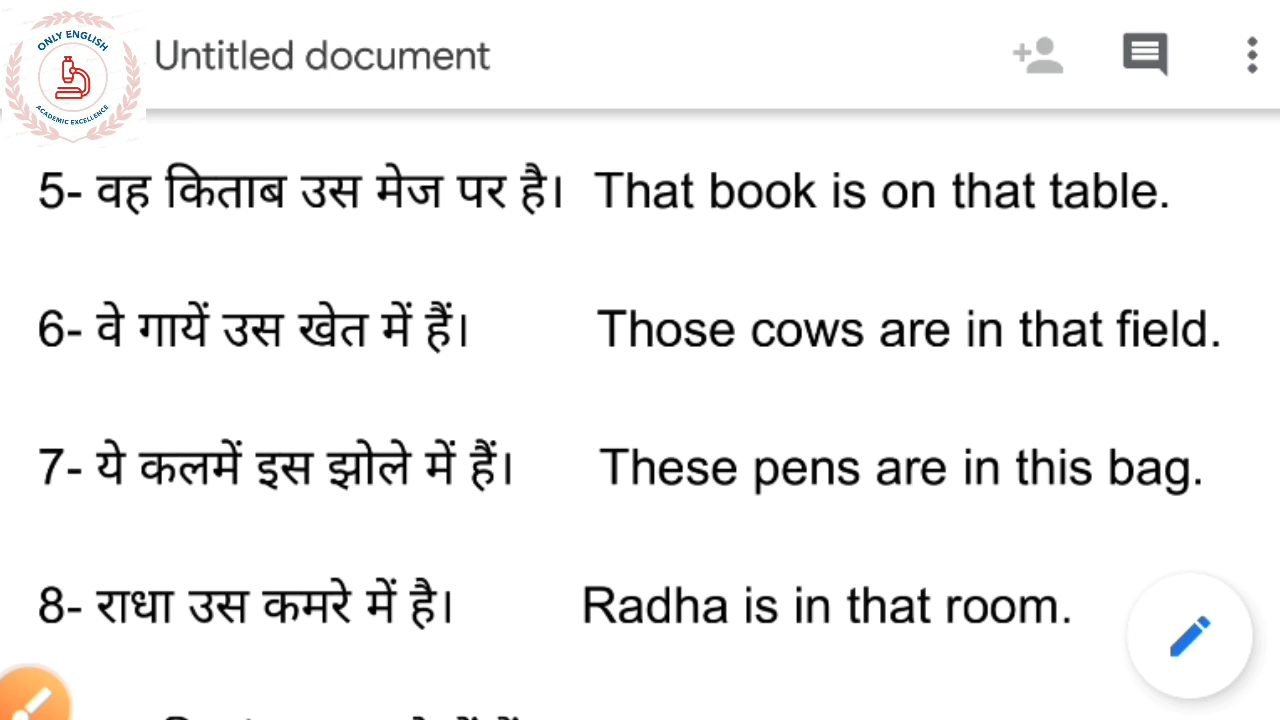 ONLY ENGLISH
ACADEMIC EXCELLENCE
Untitled document
5- वह किताब उस मेज पर है। That book is on that table.
6- वे गायें उस खेत में हैं। Those cows are in that field.
7- ये कलमें इस झोले में हैं। These pens are in this bag.
8- राधा उस कमरे में है। Radha is in that room.